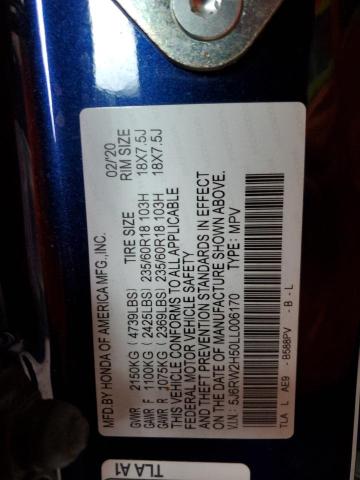 MFD.BY HONDA OF AMERICA MFG.,INC. 02/'20
TIRE SIZE RIM SIZE
GVWR 2150KG (4739LBS)
GAWR F 1100KG (2425LBS) 235/60R18 103H 18X7.5J
GAWR R 1075KG (2369LBS) 235/60R18 103H 18X7.5J
THIS VEHICLE CONFORMS TO ALL APPLICABLE
FEDERAL MOTOR VEHICLE SAFETY
AND THEFT PREVENTION STANDARDS IN EFFECT
ON THE DATE OF MANUFACTURE SHOWN ABOVE.
V.I.N.: 5J6RW2H50LL006170 TYPE: MPV
TLA L AE9 - B588PV - B - L
TLA A1